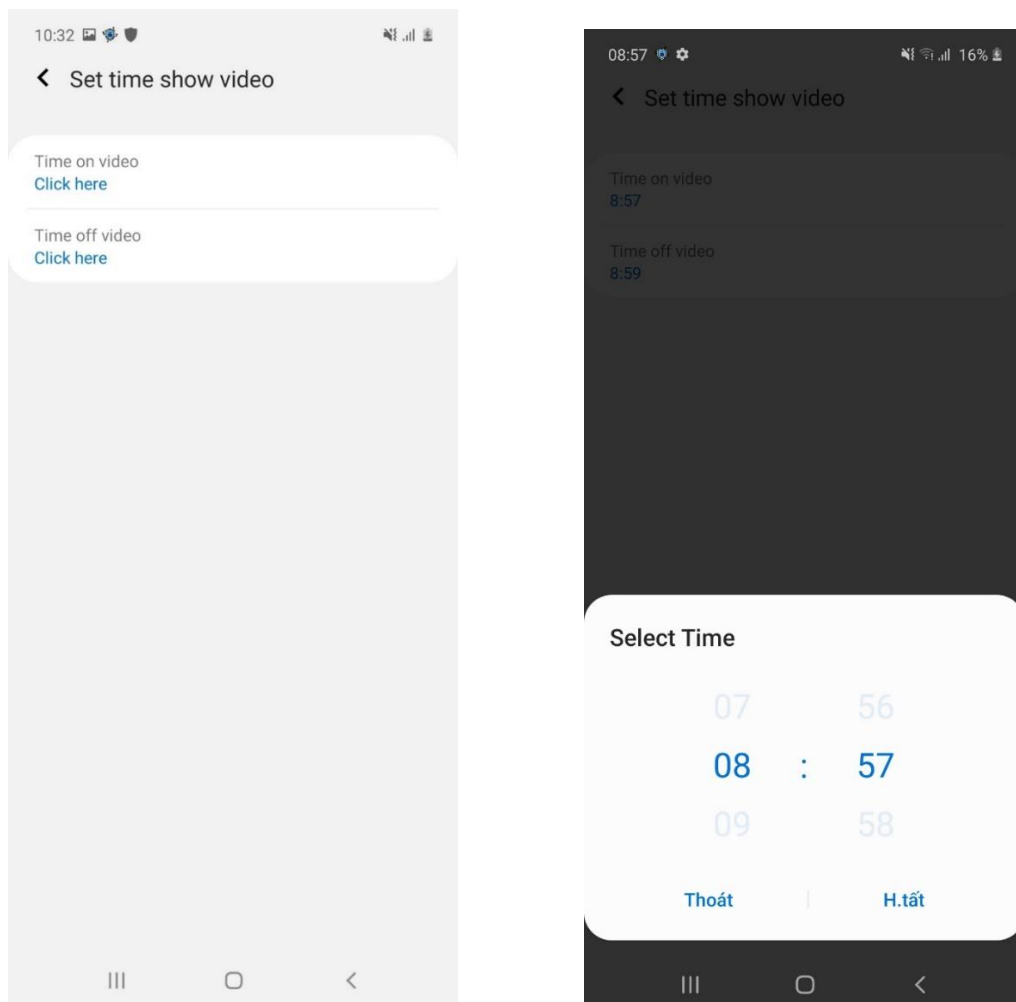 10:32
Set time show video
Time on video
Click here
Time off video
Click here
08:57 16%
Set time show video
Time on video
8:57
Time off video
8:59
Select Time
07 56
08 : 57
09 58
Thoát H.tất